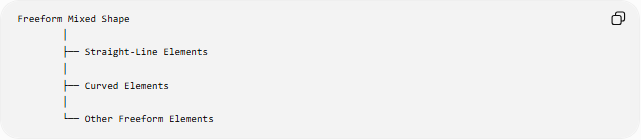 Freeform Mixed Shape
│
├── Straight-Line Elements
│
├── Curved Elements
│
└── Other Freeform Elements